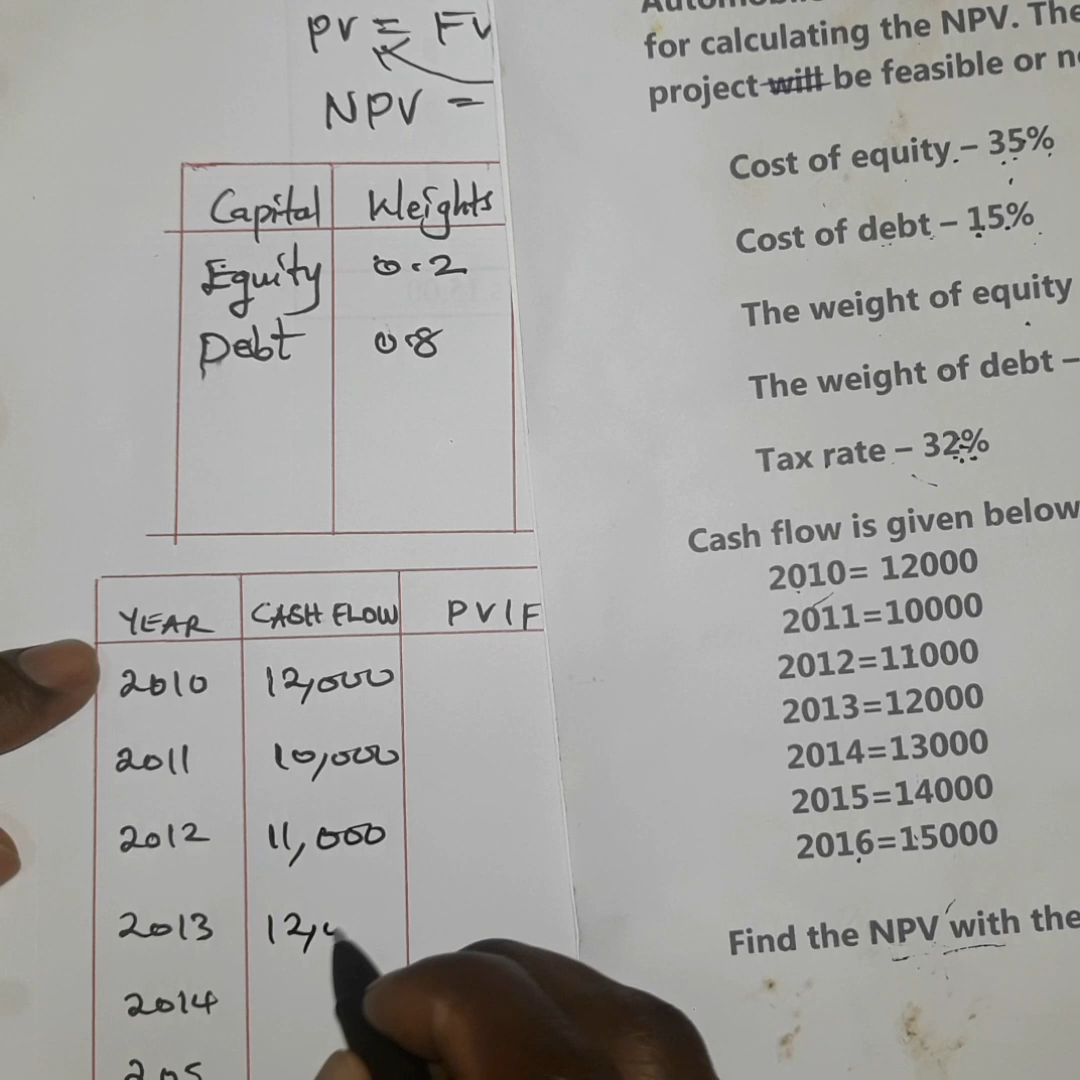 PV = FV
NPV =
Capital Weights
Equity 0.2
Debt 0.8
YEAR CASH FLOW PVIF
2010 12,000
2011 10,000
2012 11,000
2013 12,
2014
205
for calculating the NPV. The
project will be feasible or n
Cost of equity.– 35%
Cost of debt – 15%
The weight of equity
The weight of debt –
Tax rate – 32%
Cash flow is given below
2010= 12000
2011=10000
2012=11000
2013=12000
2014=13000
2015=14000
2016=15000
Find the NPV with the